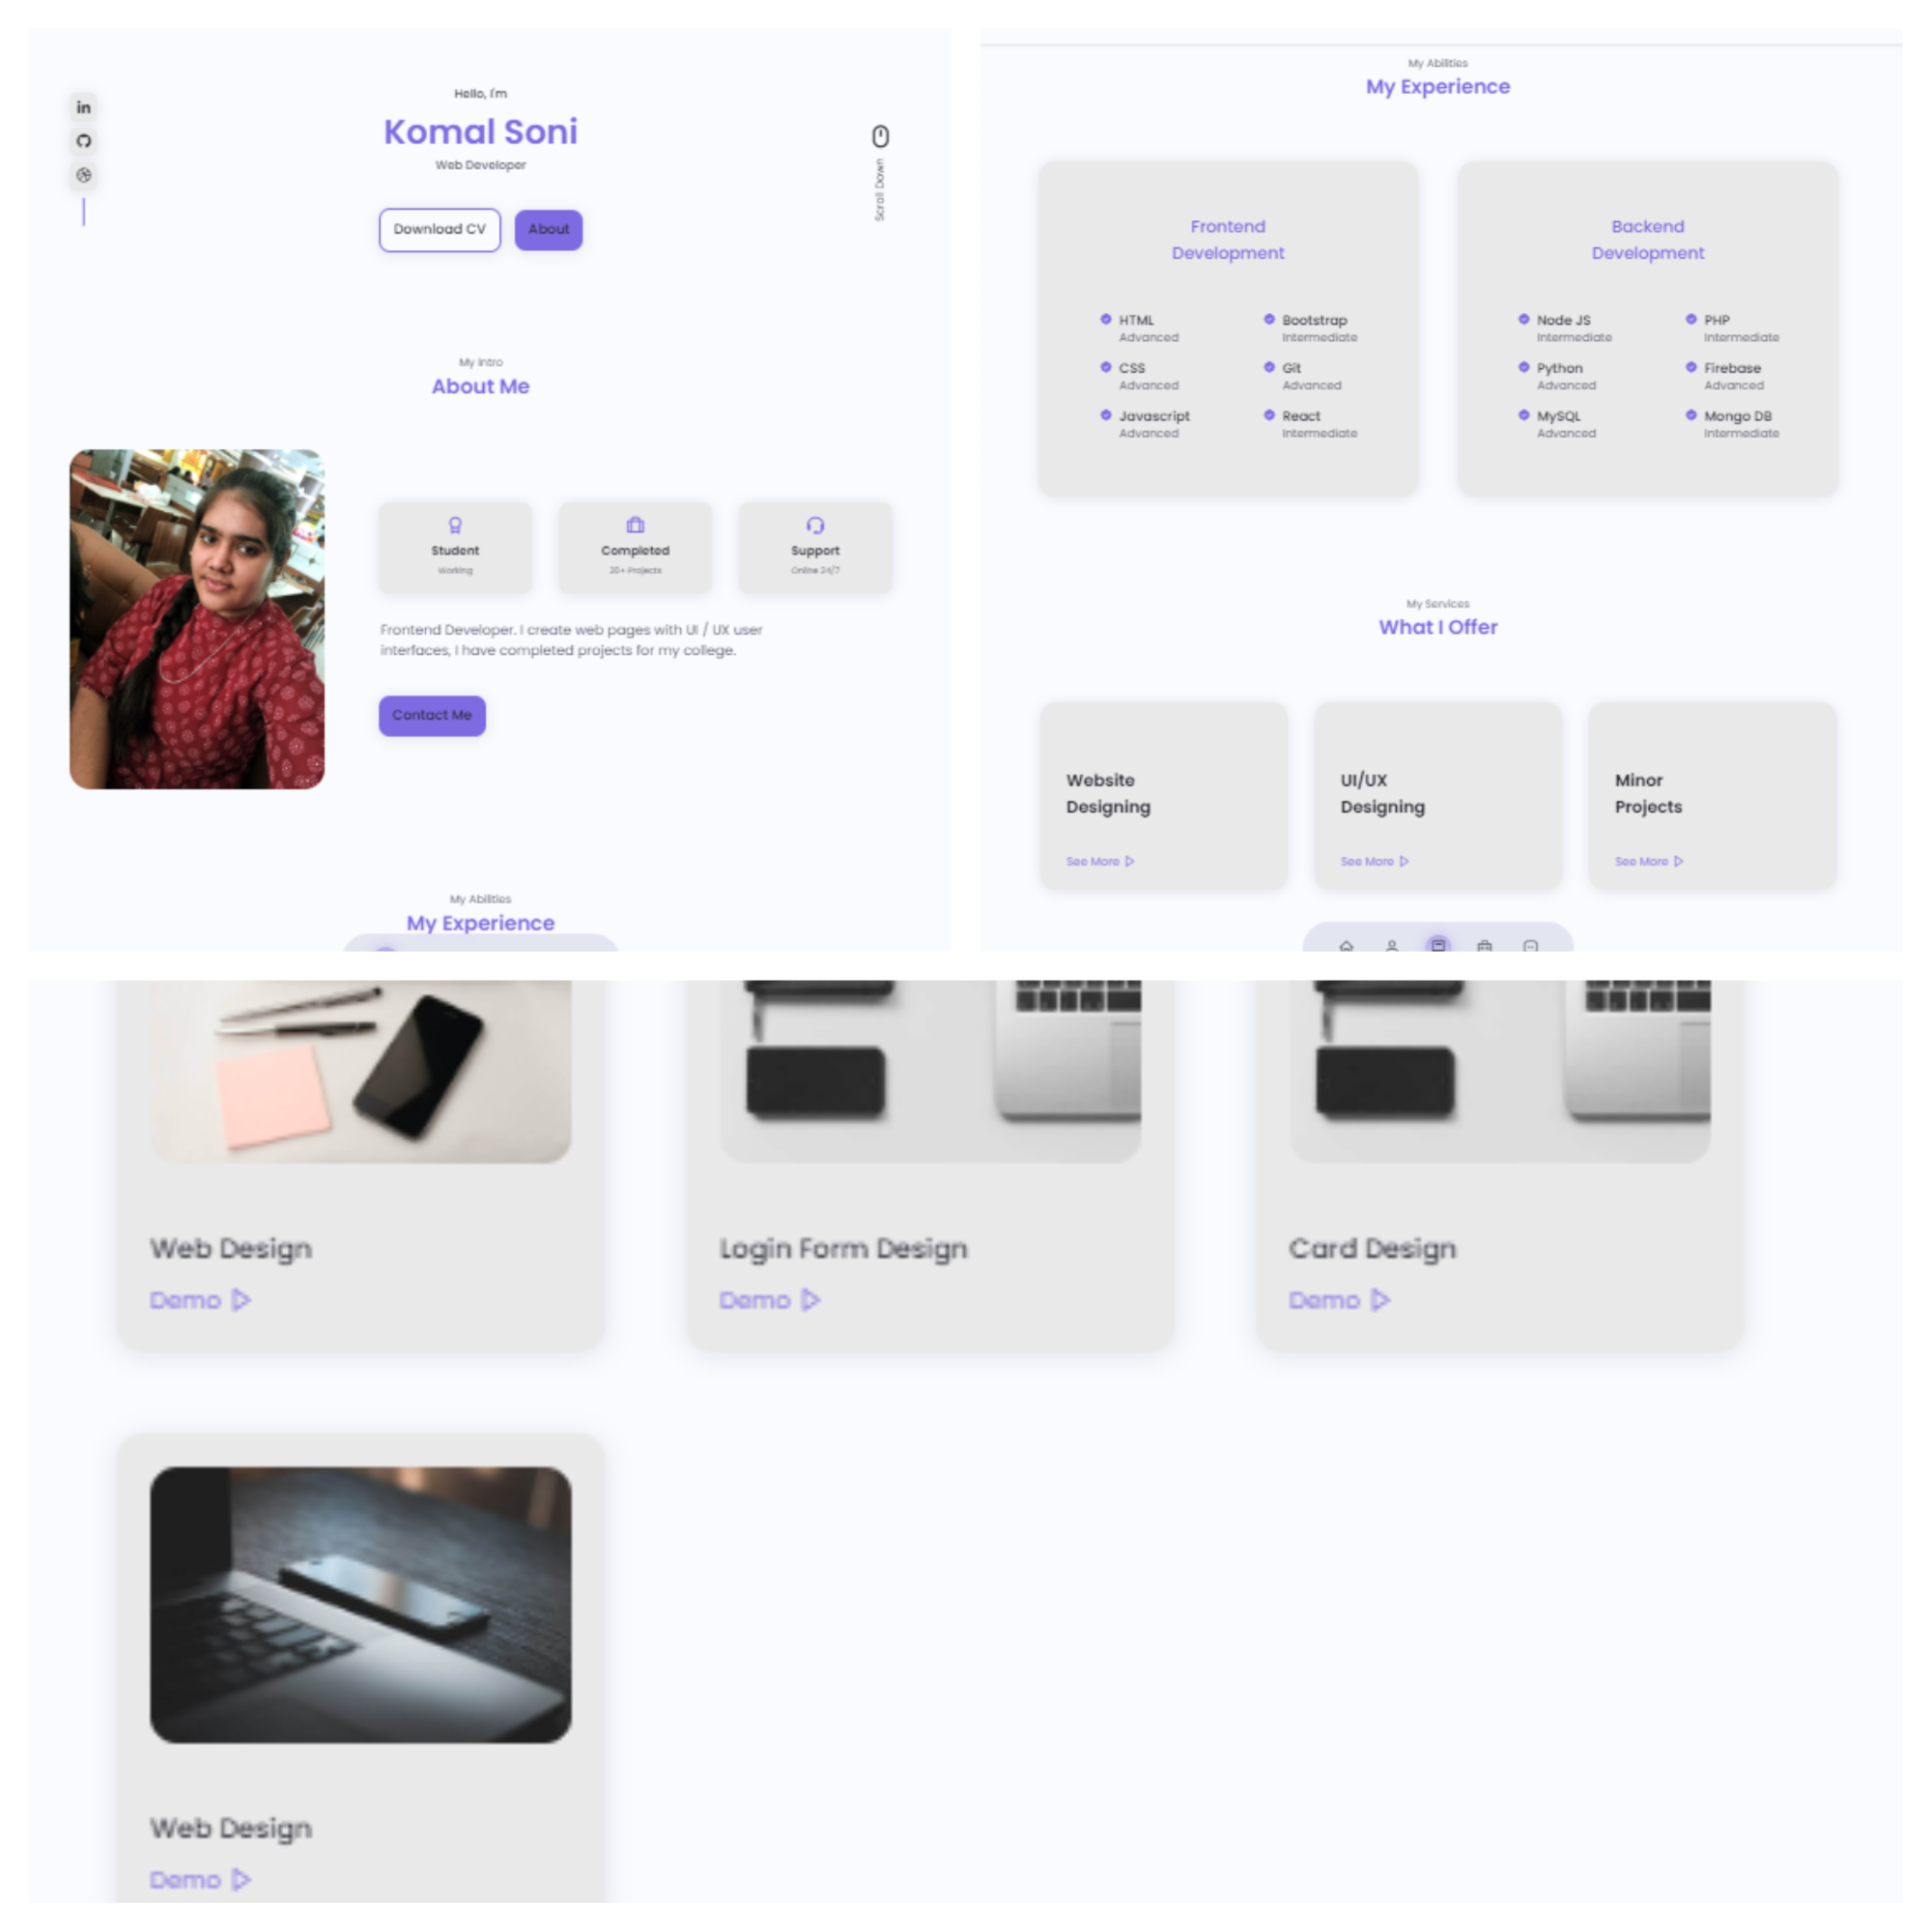 in
Hello, I'm
Komal Soni
Web Developer
Download CV
About
Scroll Down
My Intro
About Me
Student
Working
Completed
20+ Projects
Support
Online 24/7
Frontend Developer. I create web pages with UI / UX user
interfaces, I have completed projects for my college.
Contact Me
My Abilities
My Experience
My Abilities
My Experience
Frontend
Development
HTML
Advanced
Bootstrap
Intermediate
CSS
Advanced
Git
Advanced
Javascript
Advanced
React
Intermediate
Backend
Development
Node JS
Intermediate
PHP
Intermediate
Python
Advanced
Firebase
Advanced
MySQL
Advanced
Mongo DB
Intermediate
My Services
What I Offer
Website
Designing
See More
UI/UX
Designing
See More
Minor
Projects
See More
Web Design
Demo
Login Form Design
Demo
Card Design
Demo
Web Design
Demo